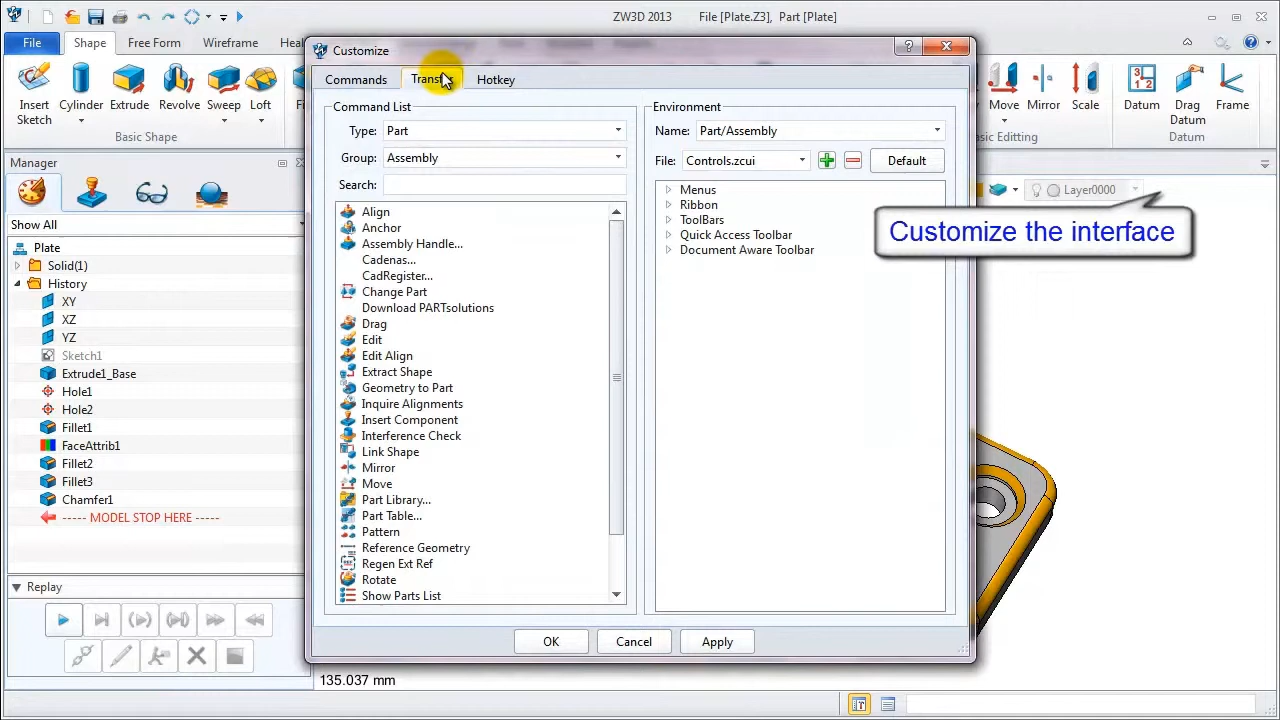 ZW3D 2013 File [Plate.Z3], Part [Plate]
File Shape Free Form Wireframe
Insert Sketch
Cylinder
Extrude
Revolve
Sweep
Loft
Basic Shape
Move
Mirror
Scale
Datum
Drag Datum
Frame
Datum
Manager
Show All
Plate
Solid(1)
History
XY
XZ
YZ
Sketch1
Extrude1_Base
Hole1
Hole2
Fillet1
FaceAttrib1
Fillet2
Fillet3
Chamfer1
----- MODEL STOP HERE -----
Replay
Customize
Commands Hotkey
Command List
Type: Part
Group: Assembly
Search:
Align
Anchor
Assembly Handle...
Cadenas...
CadRegister...
Change Part
Download PARTsolutions
Drag
Edit
Edit Align
Extract Shape
Geometry to Part
Inquire Alignments
Insert Component
Interference Check
Link Shape
Mirror
Move
Part Library...
Part Table...
Pattern
Reference Geometry
Regen Ext Ref
Rotate
Show Parts List
Environment
Name: Part/Assembly
File: Controls.zcui Default
Menus
Ribbon
ToolBars
Quick Access Toolbar
Document Aware Toolbar
OK Cancel Apply
Layer0000
Customize the interface
135.037 mm